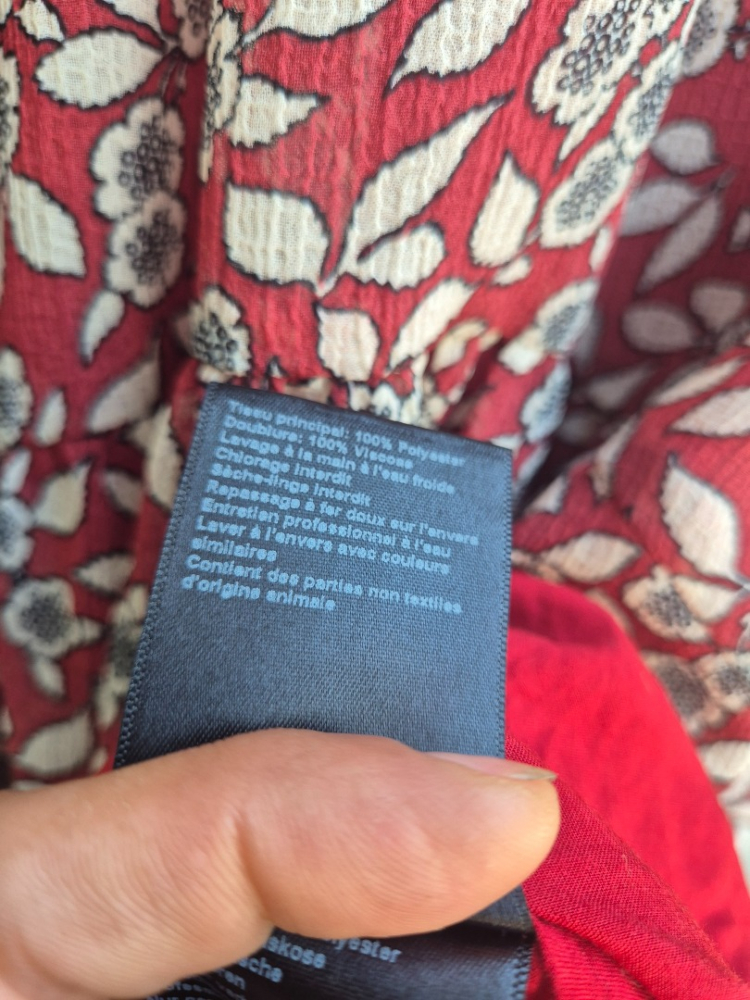 Tissu principal: 100% Polyester
Doublure: 100% Viscose
Lavage à la main à l'eau froide
Chlorage interdit
Sèche-linge interdit
Repassage à fer doux sur l'envers
Entretien professionnel à l'eau
Laver à l'envers avec couleurs
similaires
Contient des parties non textiles
d'origine animale